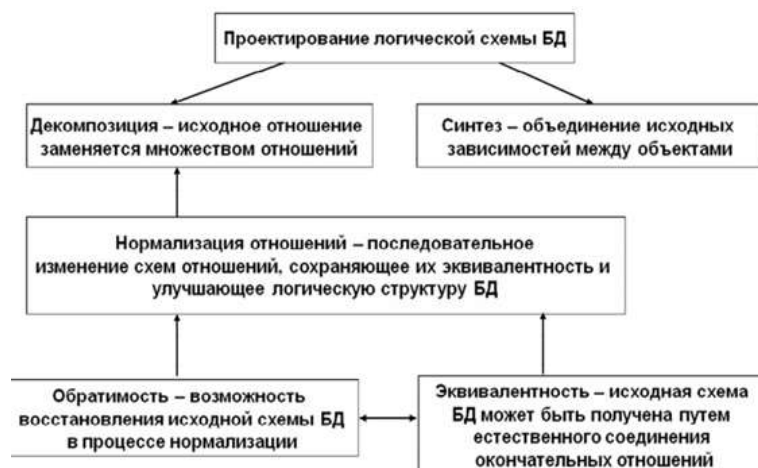 Проектирование логической схемы БД
Декомпозиция – исходное отношение
заменяется множеством отношений
Синтез – объединение исходных
зависимостей между объектами
Нормализация отношений – последовательное
изменение схем отношений, сохраняющее их эквивалентность и
улучшающее логическую структуру БД
Обратимость – возможность
восстановления исходной схемы БД
в процессе нормализации
Эквивалентность – исходная схема
БД может быть получена путем
естественного соединения
окончательных отношений